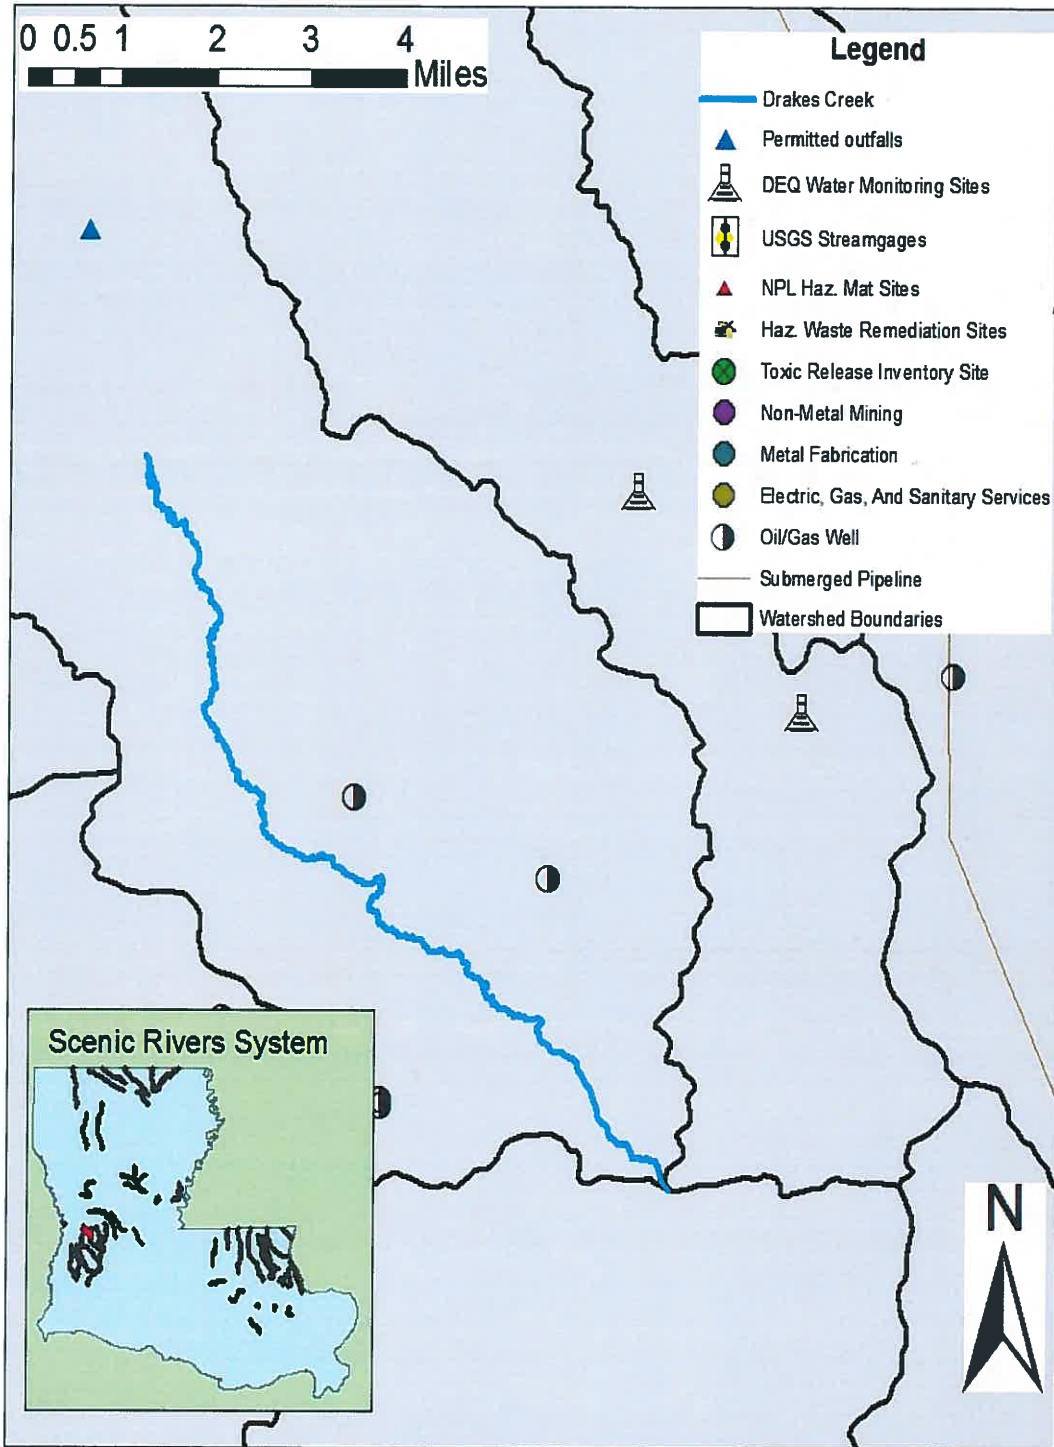 0 0.5 1 2 3 4
Miles
Legend
Drakes Creek
Permitted outfalls
DEQ Water Monitoring Sites
USGS Streamgages
NPL Haz. Mat Sites
Haz. Waste Remediation Sites
Toxic Release Inventory Site
Non-Metal Mining
Metal Fabrication
Electric, Gas, And Sanitary Services
Oil/Gas Well
Submerged Pipeline
Watershed Boundaries
Scenic Rivers System
N